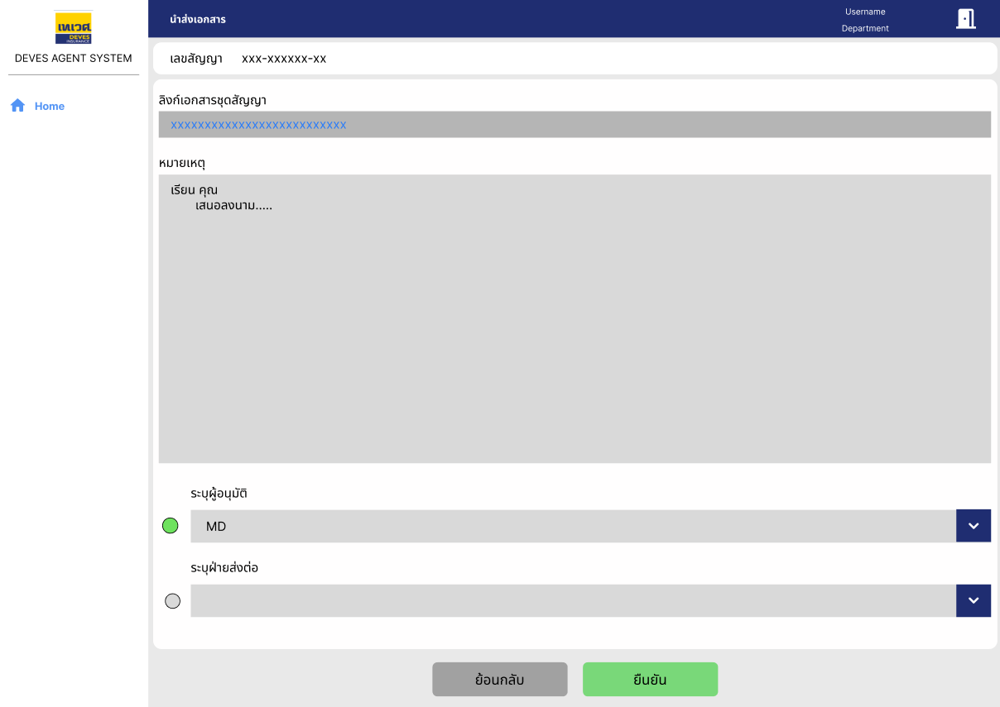 เทเวศ
DEVES
INSURANCE
DEVES AGENT SYSTEM
Home
นำส่งเอกสาร
Username
Department
เลขสัญญา xxx-xxxxxx-xx
ลิงก์เอกสารชุดสัญญา
xxxxxxxxxxxxxxxxxxxxxxxxxx
หมายเหตุ
เรียน คุณ
เสนอลงนาม.....
ระบุผู้อนุมัติ
MD
ระบุฝ่ายส่งต่อ
ย้อนกลับ
ยืนยัน